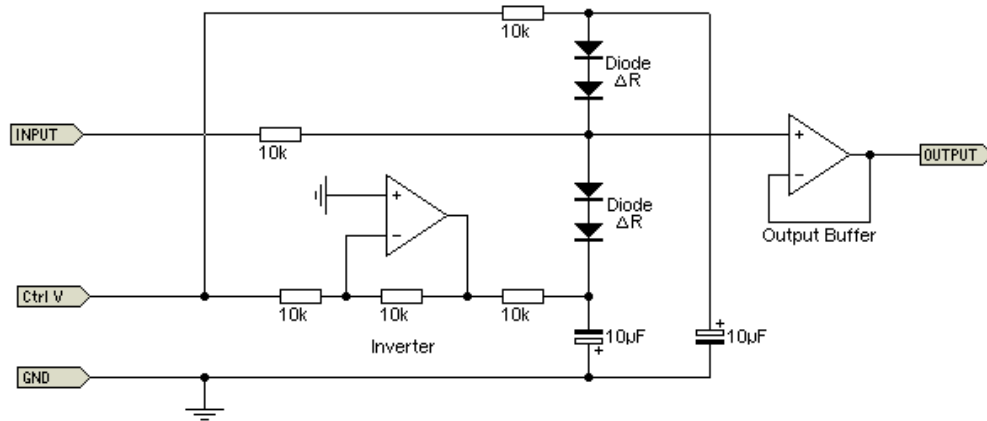 10k
Diode
ΔR
INPUT
10k
OUTPUT
+
−
Output Buffer
+
−
Diode
ΔR
Ctrl V
10k
10k
10k
Inverter
10µF
+
+
10µF
GND